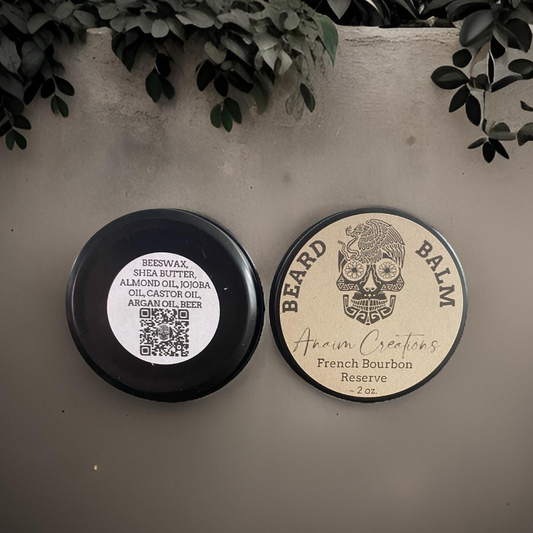 BEESWAX,
SHEA BUTTER,
ALMOND OIL, JOJOBA
OIL, CASTOR OIL,
ARGAN OIL, BEER
BEARD BALM
Anaim Creations
French Bourbon
Reserve
~ 2 oz.